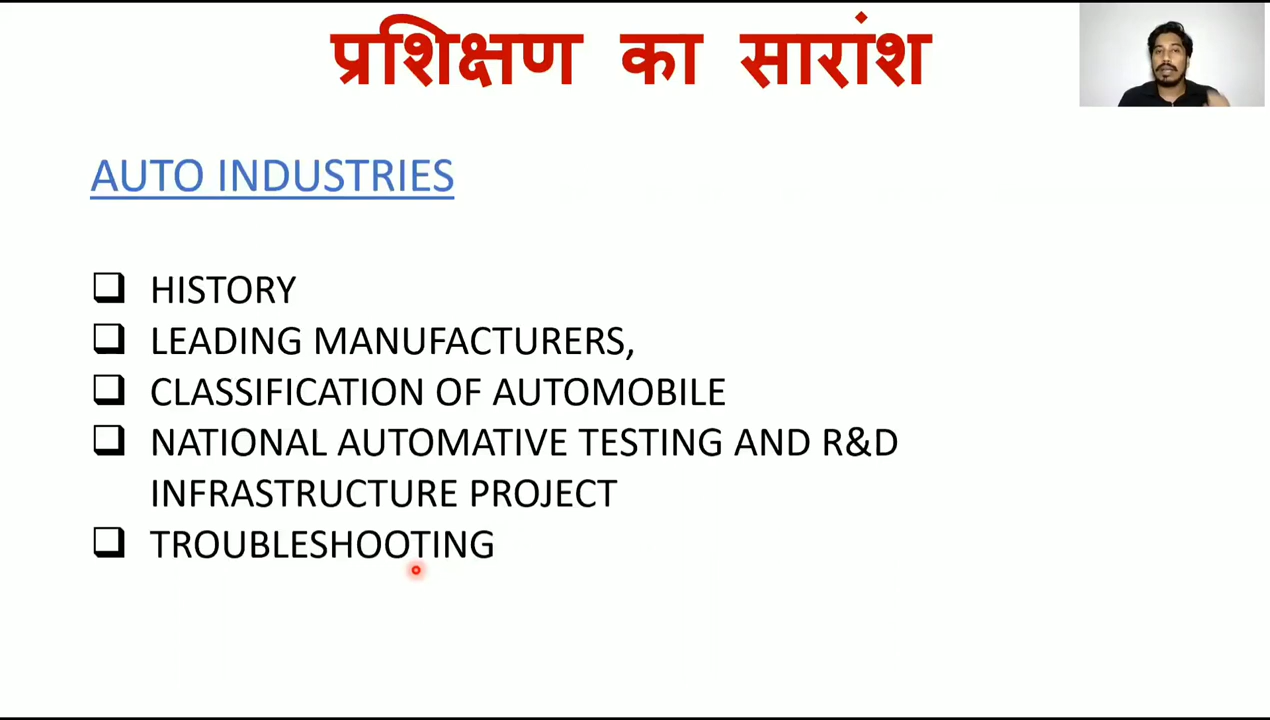 प्रशिक्षण का सारांश
AUTO INDUSTRIES
HISTORY
LEADING MANUFACTURERS,
CLASSIFICATION OF AUTOMOBILE
NATIONAL AUTOMATIVE TESTING AND R&D
INFRASTRUCTURE PROJECT
TROUBLESHOOTING